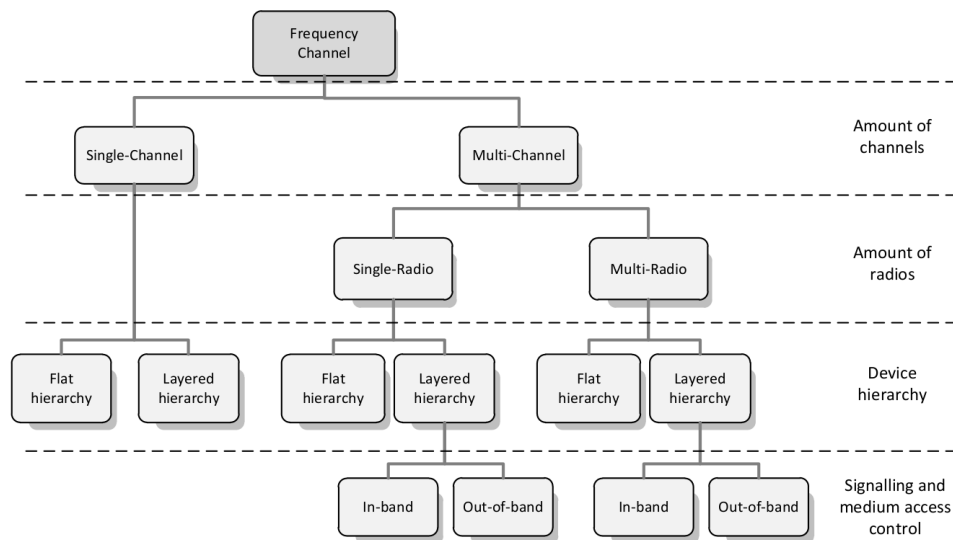 Frequency
Channel
Single-Channel
Multi-Channel
Amount of
channels
Single-Radio
Multi-Radio
Amount of
radios
Flat
hierarchy
Layered
hierarchy
Flat
hierarchy
Layered
hierarchy
Flat
hierarchy
Layered
hierarchy
Device
hierarchy
In-band
Out-of-band
In-band
Out-of-band
Signalling and
medium access
control